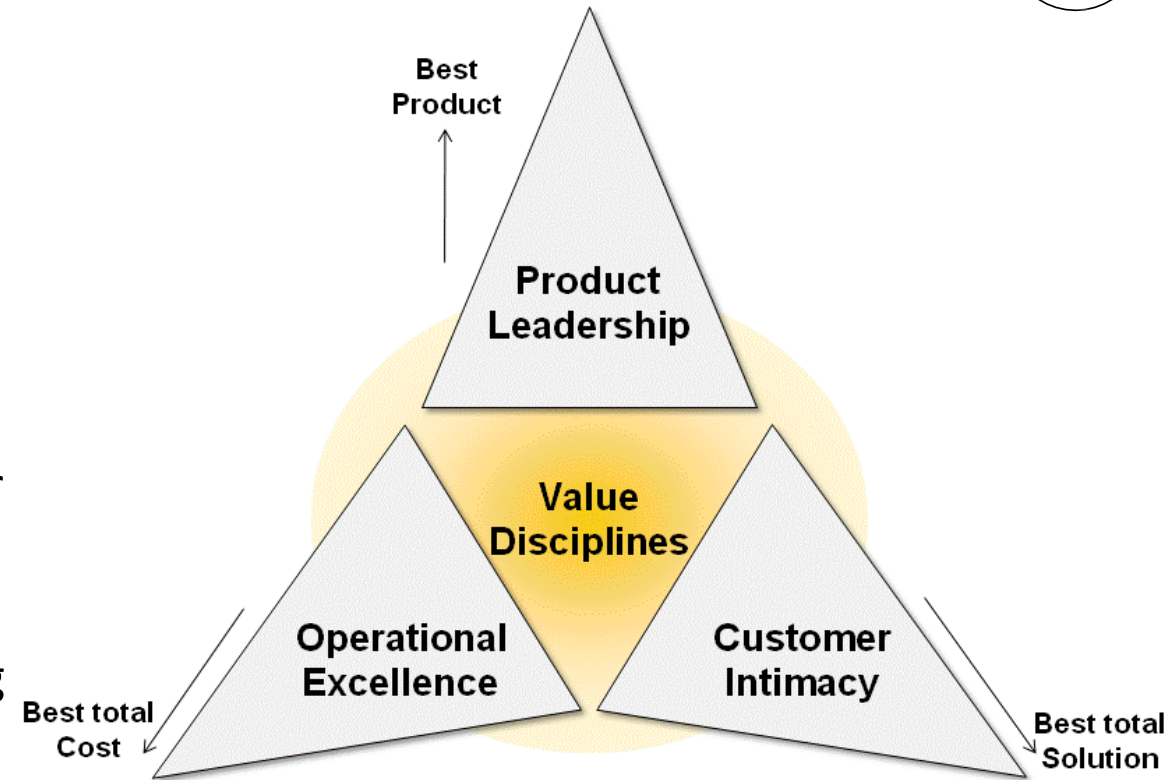 Best
Product
Product
Leadership
Value
Disciplines
Operational
Excellence
Customer
Intimacy
Best total
Cost
Best total
Solution